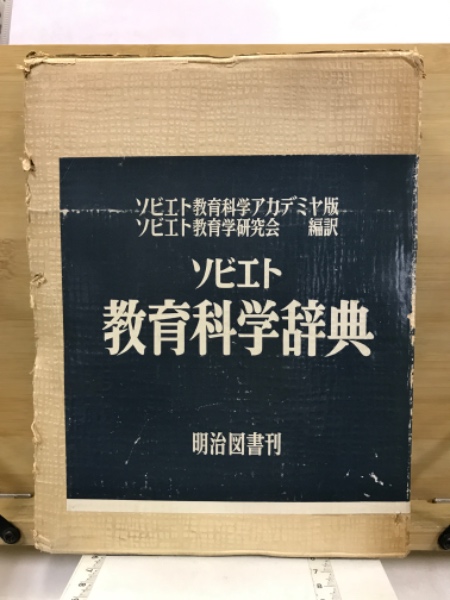 ソビエト教育科学アカデミヤ版
ソビエト教育学研究会 編訳
ソビエト
教育科学辞典
明治図書刊